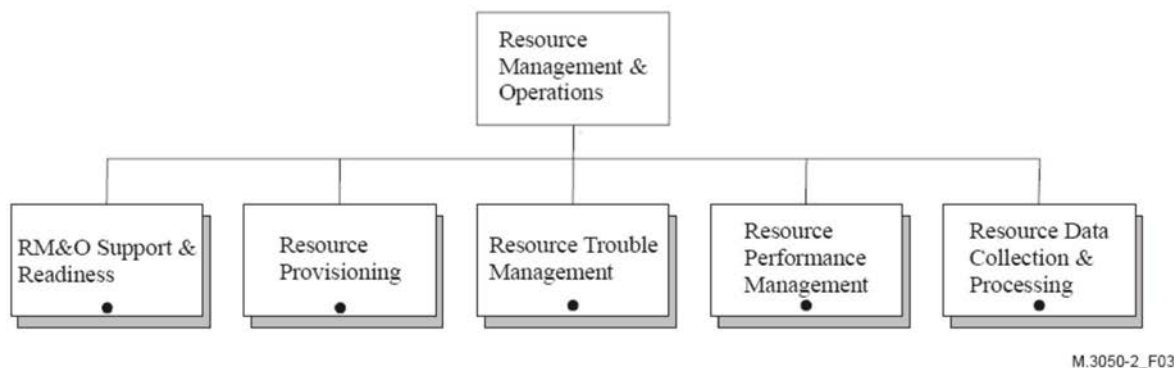 Resource
Management &
Operations
RM&O Support &
Readiness
Resource
Provisioning
Resource Trouble
Management
Resource
Performance
Management
Resource Data
Collection &
Processing
M.3050-2_F03